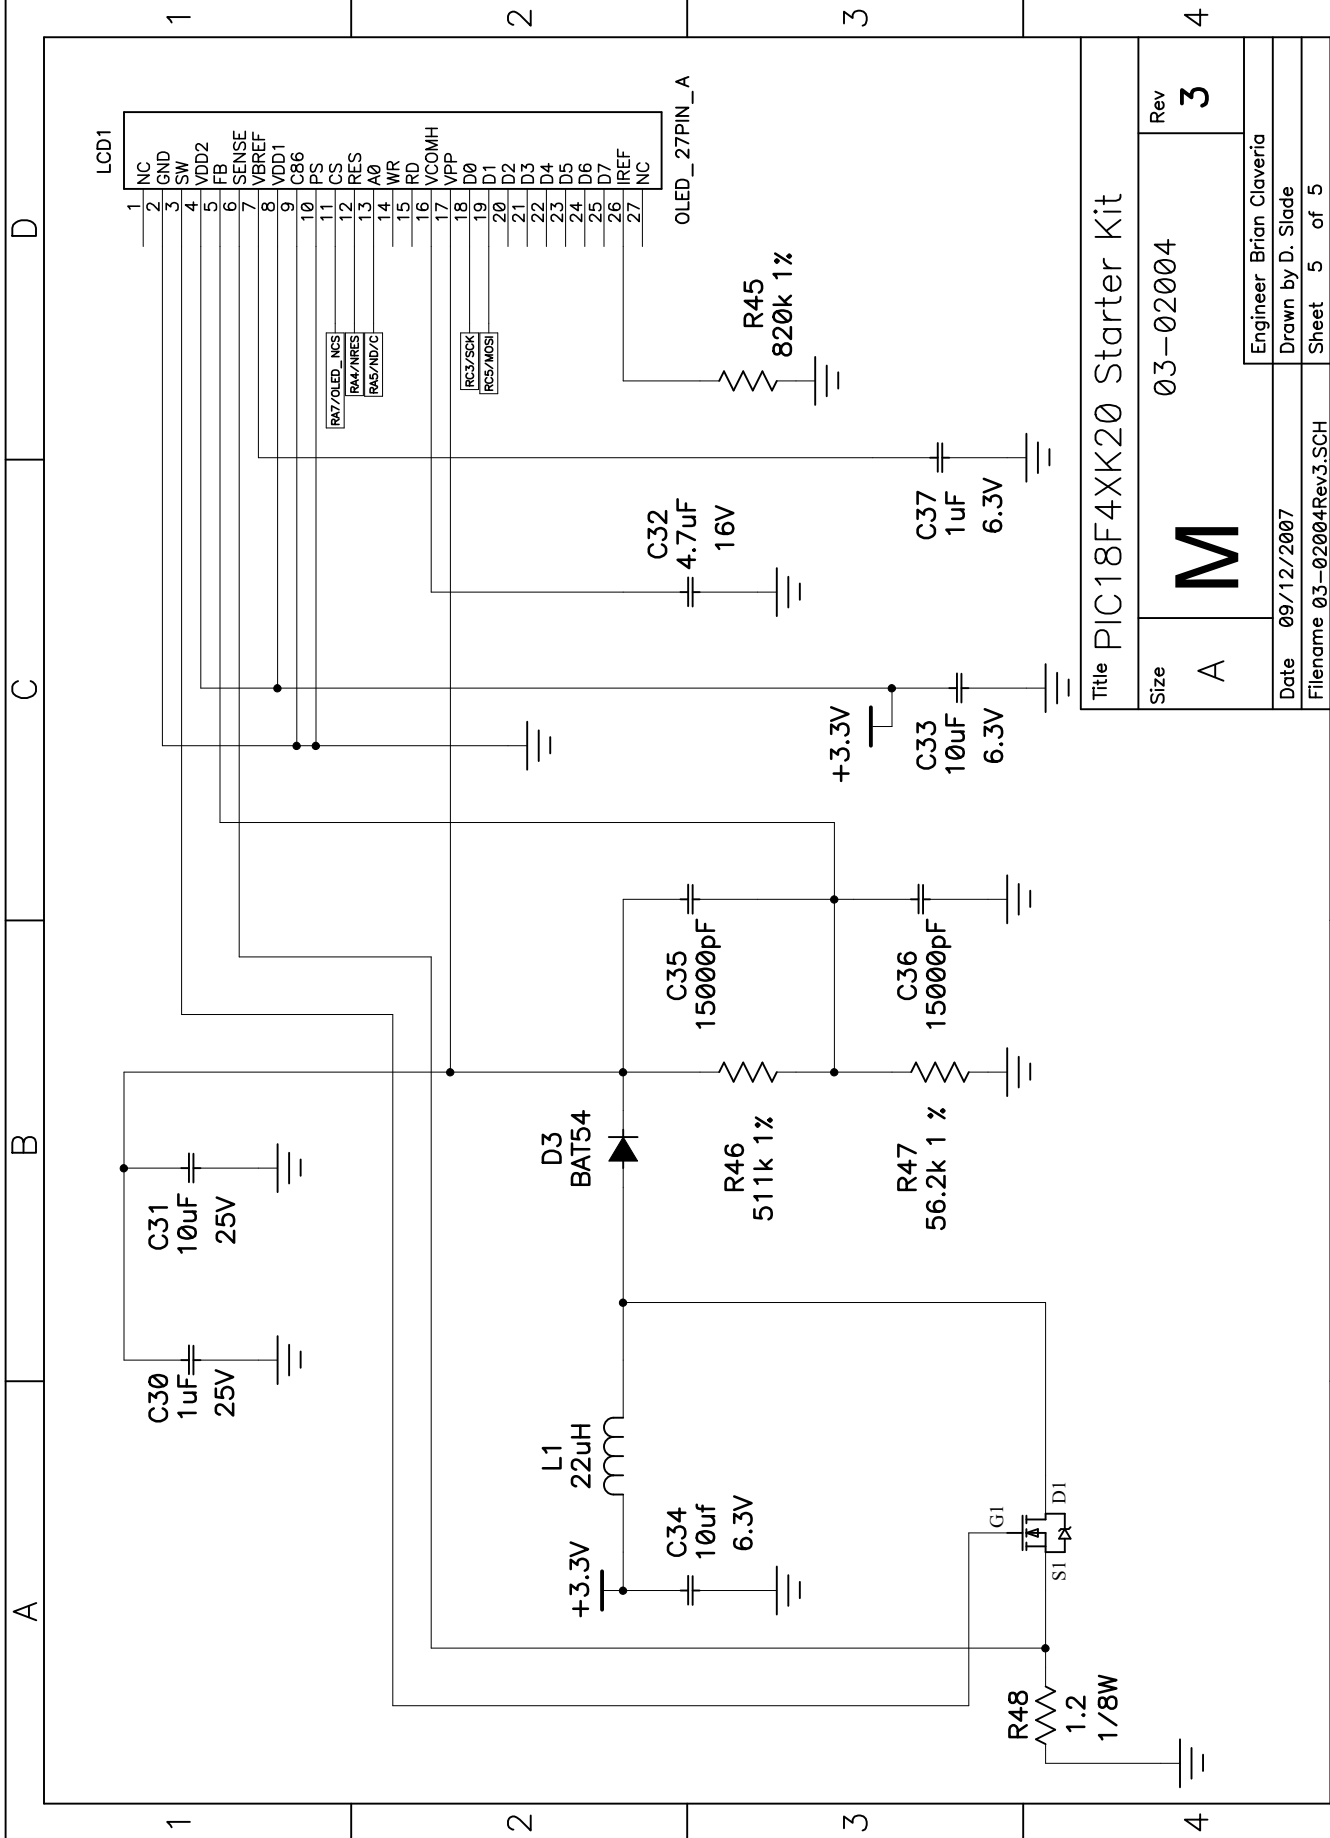 A
B
C
D
1
2
3
4
1
2
3
4
C30
1uF
25V
C31
10uF
25V
LCD1
1 NC
2 GND
3 SW
4 VDD2
5 FB
6 SENSE
7 VBREF
8 VDD1
9 C86
10 PS
11 CS
12 RES
13 A0
14 WR
15 RD
16 VCOMH
17 VPP
18 D0
19 D1
20 D2
21 D3
22 D4
23 D5
24 D6
25 D7
26 IREF
27 NC
OLED_27PIN_A
RA7/OLED_NCS
RA4/NRES
RA5/ND/C
RC3/SCK
RC5/MOSI
+3.3V
L1
22uH
C34
10uf
6.3V
D3
BAT54
C35
15000pF
R46
511k 1%
C36
15000pF
R47
56.2k 1 %
C32
4.7uF
16V
R45
820k 1%
+3.3V
C33
10uF
6.3V
C37
1uF
6.3V
G1
S1
D1
R48
1.2
1/8W
Title PIC18F4XK20 Starter Kit
Size
A
M
03-02004
Rev
3
Engineer Brian Claveria
Date 09/12/2007
Drawn by D. Slade
Filename 03-02004Rev3.SCH
Sheet 5 of 5